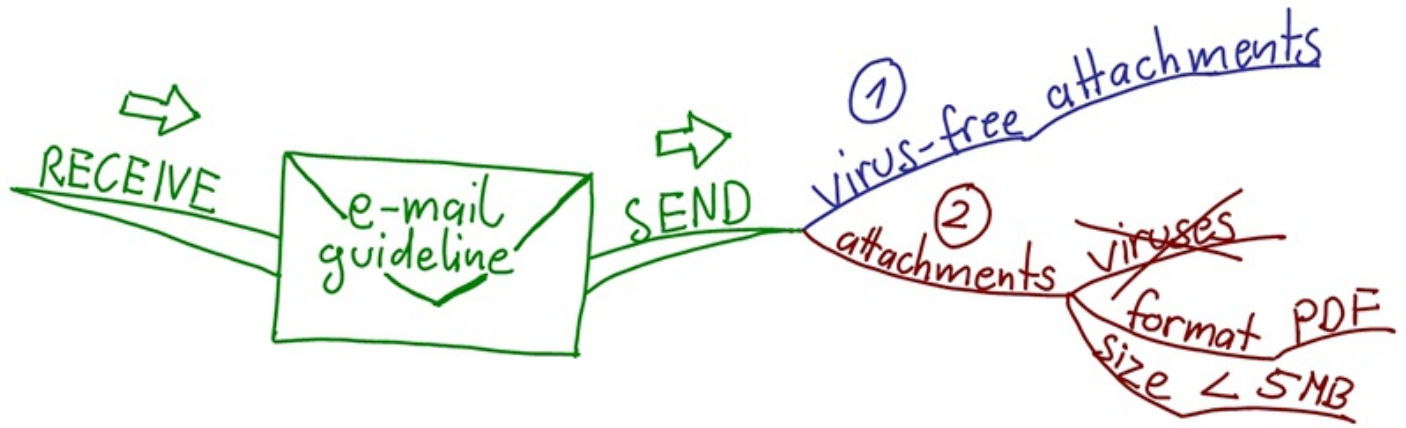 RECEIVE
e-mail
guideline
SEND
1
virus-free attachments
2
attachments
viruses
format PDF
size < 5MB